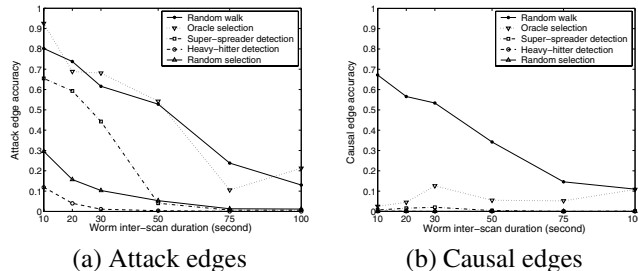 Random walk
Oracle selection
Super-spreader detection
Heavy-hitter detection
Random selection
Attack edge accuracy
1
0.9
0.8
0.7
0.6
0.5
0.4
0.3
0.2
0.1
0
10 20 30 50 75 100
Worm inter-scan duration (second)
(a) Attack edges
Random walk
Oracle selection
Super-spreader detection
Heavy-hitter detection
Random selection
Causal edge accuracy
1
0.9
0.8
0.7
0.6
0.5
0.4
0.3
0.2
0.1
0
10 20 30 50 75 100
Worm inter-scan duration (second)
(b) Causal edges